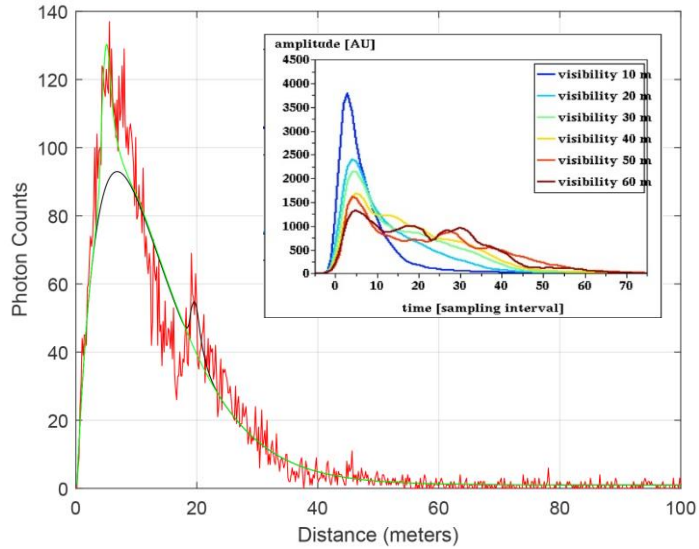 140
120
100
80
60
40
20
0
Photon Counts
0 20 40 60 80 100
Distance (meters)
amplitude [AU]
4500
4000
3500
3000
2500
2000
1500
1000
500
0
0 10 20 30 40 50 60 70
time [sampling interval]
visibility 10 m
visibility 20 m
visibility 30 m
visibility 40 m
visibility 50 m
visibility 60 m